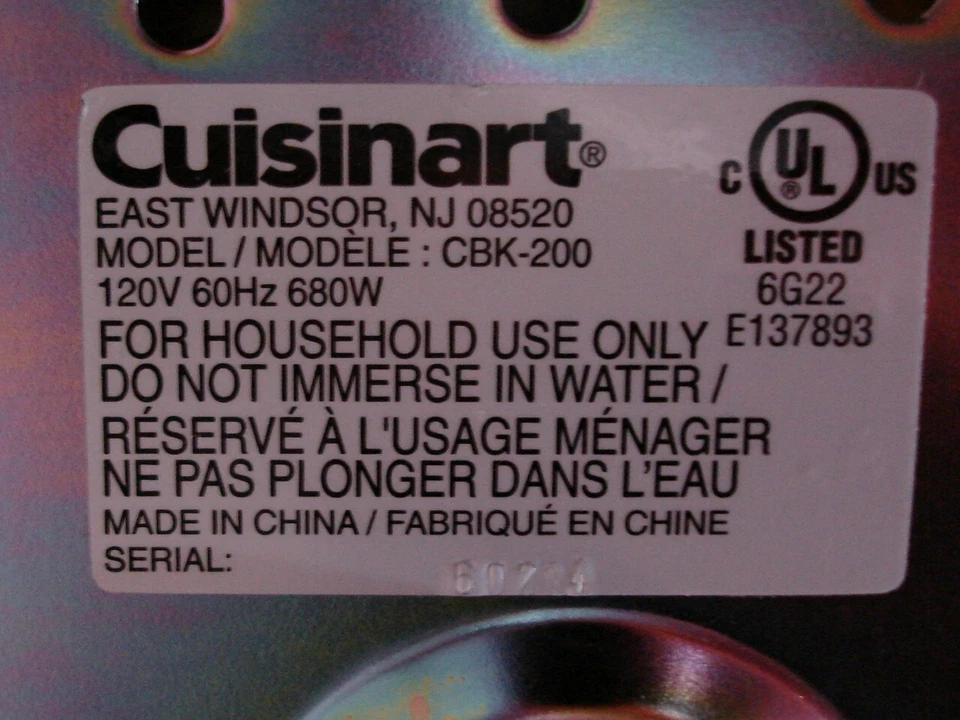 Cuisinart®
EAST WINDSOR, NJ 08520
MODEL / MODÈLE : CBK-200
120V 60Hz 680W
FOR HOUSEHOLD USE ONLY
DO NOT IMMERSE IN WATER /
RÉSERVÉ À L'USAGE MÉNAGER
NE PAS PLONGER DANS L'EAU
MADE IN CHINA / FABRIQUÉ EN CHINE
SERIAL:
C UL® US
LISTED
6G22
E137893